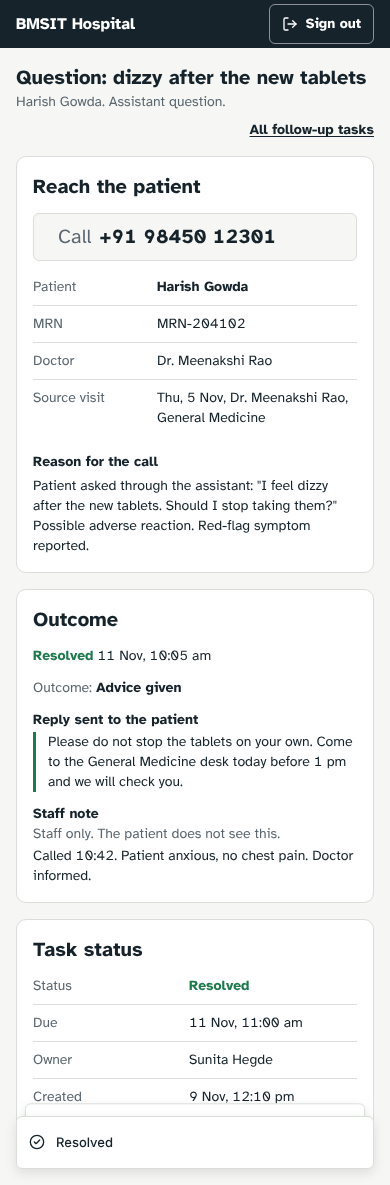 BMSIT Hospital
Sign out
Question: dizzy after the new tablets
Harish Gowda. Assistant question.
All follow-up tasks
Reach the patient
Call +91 98450 12301
Patient Harish Gowda
MRN MRN-204102
Doctor Dr. Meenakshi Rao
Source visit Thu, 5 Nov, Dr. Meenakshi Rao,
General Medicine
Reason for the call
Patient asked through the assistant: "I feel dizzy
after the new tablets. Should I stop taking them?"
Possible adverse reaction. Red-flag symptom
reported.
Outcome
Resolved 11 Nov, 10:05 am
Outcome: Advice given
Reply sent to the patient
Please do not stop the tablets on your own. Come
to the General Medicine desk today before 1 pm
and we will check you.
Staff note
Staff only. The patient does not see this.
Called 10:42. Patient anxious, no chest pain. Doctor
informed.
Task status
Status Resolved
Due 11 Nov, 11:00 am
Owner Sunita Hegde
Created 9 Nov, 12:10 pm
Resolved